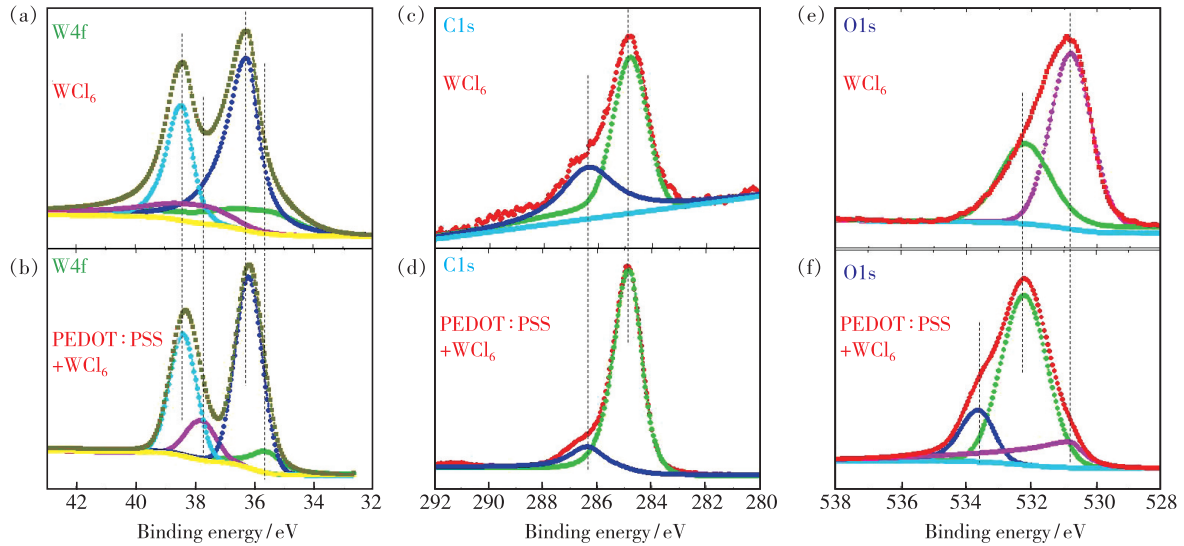 (a)
W4f
WCl₆
(c)
C1s
WCl₆
(e)
O1s
WCl₆
(b)
W4f
PEDOT∶PSS
+WCl₆
(d)
C1s
PEDOT∶PSS
+WCl₆
(f)
O1s
PEDOT∶PSS
+WCl₆
42 40 38 36 34 32
292 290 288 286 284 282 280
538 536 534 532 530 528
Binding energy/eV
Binding energy/eV
Binding energy/eV